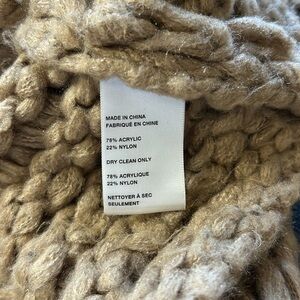 MADE IN CHINA
FABRIQUÉ EN CHINE
78% ACRYLIC
22% NYLON
DRY CLEAN ONLY
78% ACRYLIQUE
22% NYLON
NETTOYER À SEC
SEULEMENT